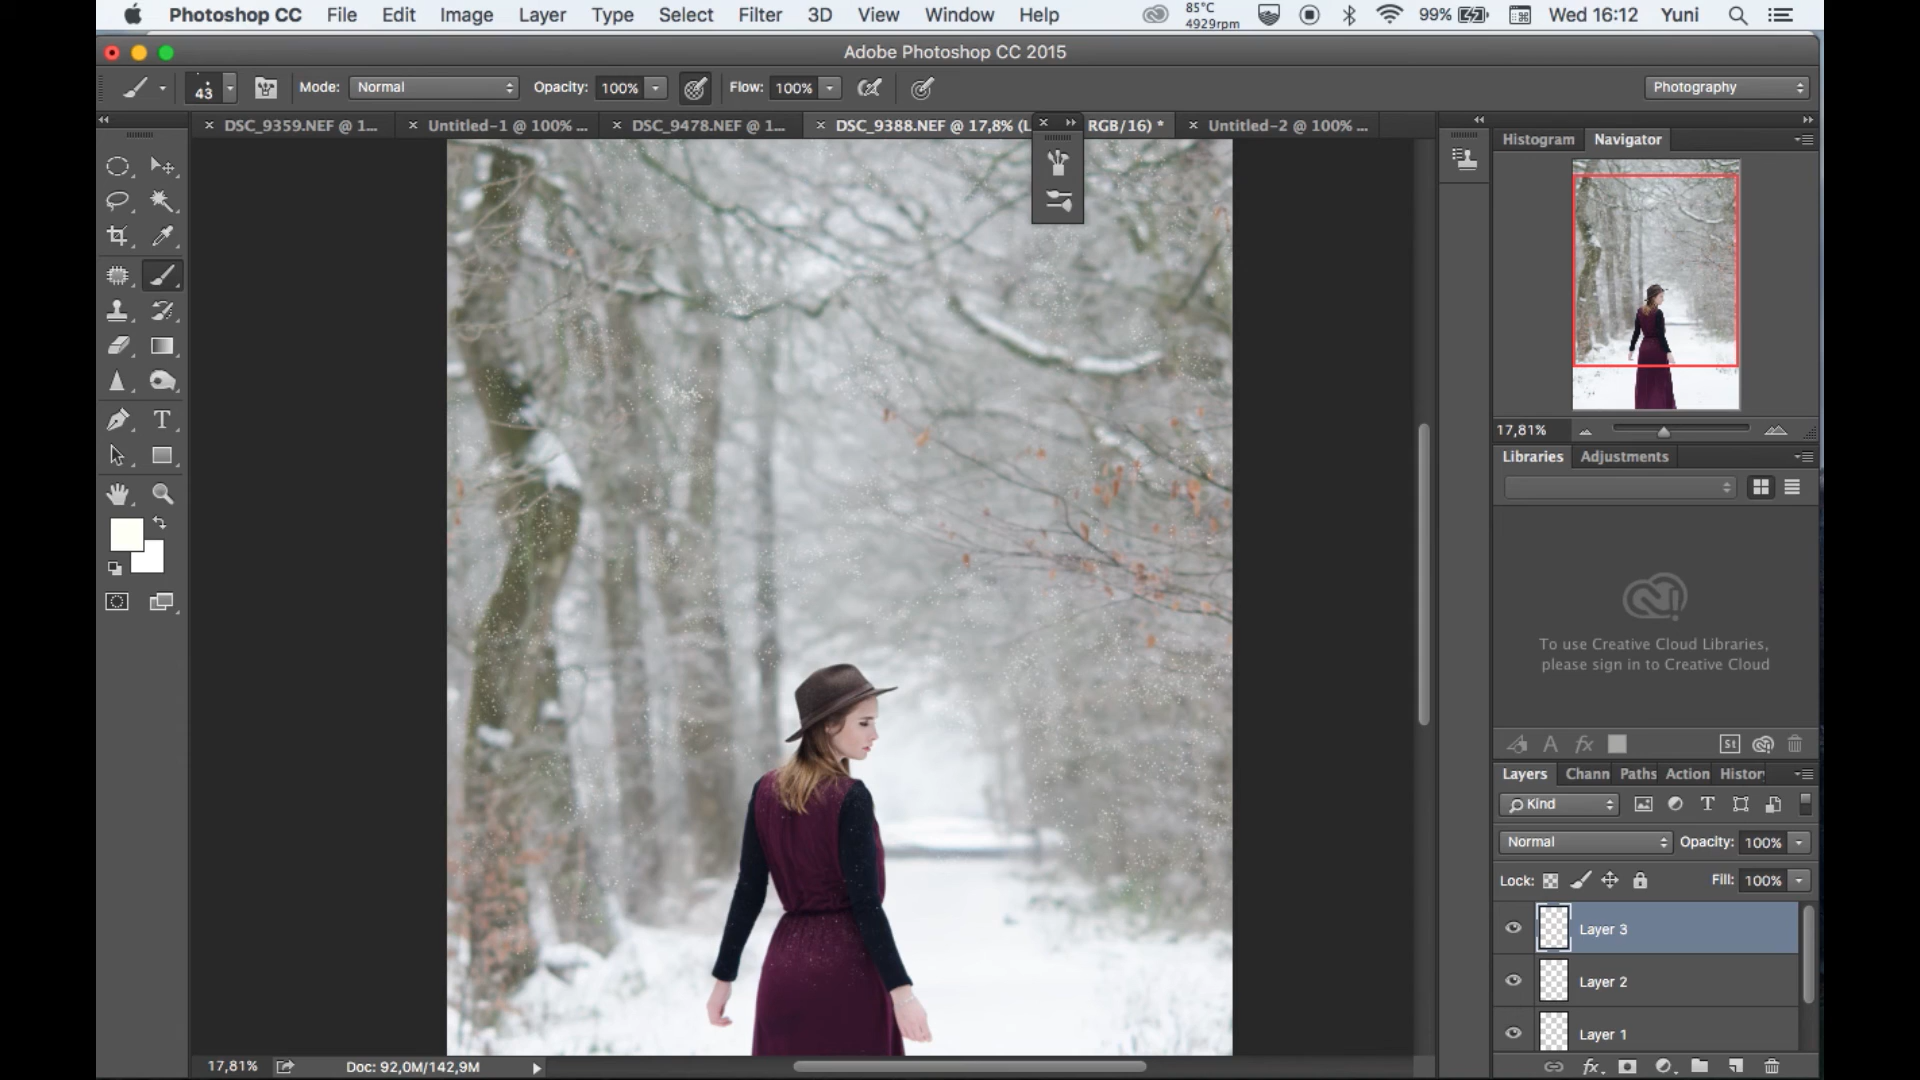 Photoshop CC File Edit Image Layer Type Select Filter 3D View Window Help 85°C 4929rpm 99% Wed 16:12 Yuni
Adobe Photoshop CC 2015
43 Mode: Normal Opacity: 100% Flow: 100% Photography
DSC_9359.NEF @ 1... Untitled-1 @ 100% ... DSC_9478.NEF @ 1... DSC_9388.NEF @ 17,8% (L RGB/16) * Untitled-2 @ 100% ...
Histogram Navigator
17,81%
Libraries Adjustments
To use Creative Cloud Libraries,
please sign in to Creative Cloud
St
Layers Chann Paths Action Histor
Kind
Normal Opacity: 100%
Lock: Fill: 100%
Layer 3
Layer 2
Layer 1
fx
17,81% Doc: 92,0M/142,9M